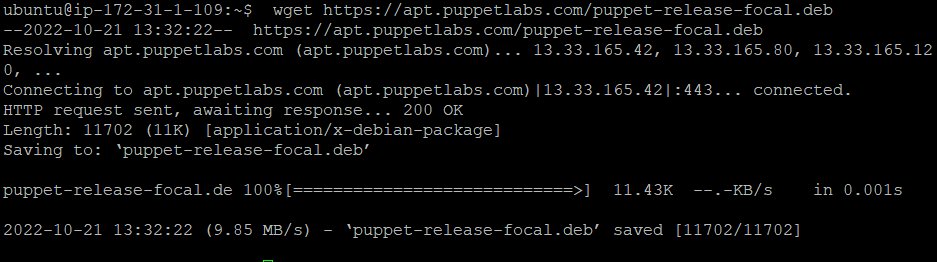 ubuntu@ip-172-31-1-109:~$  wget https://apt.puppetlabs.com/puppet-release-focal.deb
--2022-10-21 13:32:22--  https://apt.puppetlabs.com/puppet-release-focal.deb
Resolving apt.puppetlabs.com (apt.puppetlabs.com)... 13.33.165.42, 13.33.165.80, 13.33.165.12
0, ...
Connecting to apt.puppetlabs.com (apt.puppetlabs.com)|13.33.165.42|:443... connected.
HTTP request sent, awaiting response... 200 OK
Length: 11702 (11K) [application/x-debian-package]
Saving to: ‘puppet-release-focal.deb’
puppet-release-focal.de 100%[============================>]  11.43K  --.-KB/s    in 0.001s
2022-10-21 13:32:22 (9.85 MB/s) - ‘puppet-release-focal.deb’ saved [11702/11702]